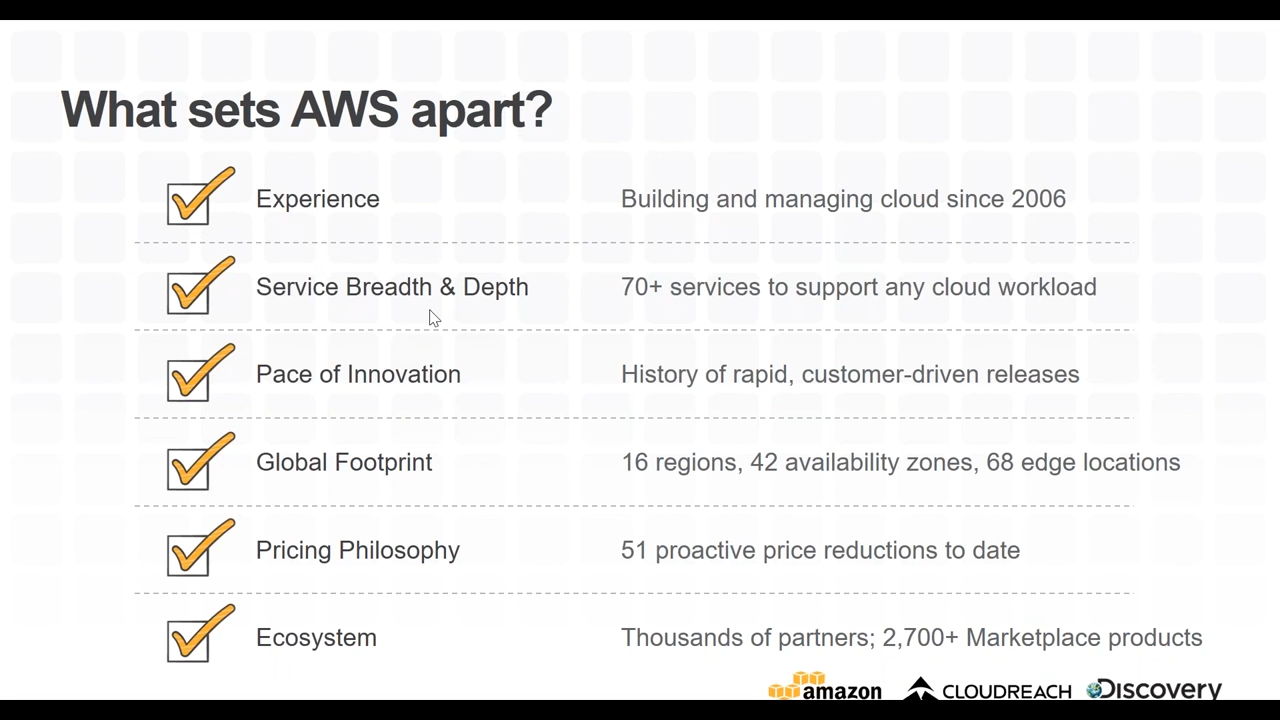 What sets AWS apart?
Experience Building and managing cloud since 2006
Service Breadth & Depth 70+ services to support any cloud workload
Pace of Innovation History of rapid, customer-driven releases
Global Footprint 16 regions, 42 availability zones, 68 edge locations
Pricing Philosophy 51 proactive price reductions to date
Ecosystem Thousands of partners; 2,700+ Marketplace products
amazon CLOUDREACH Discovery